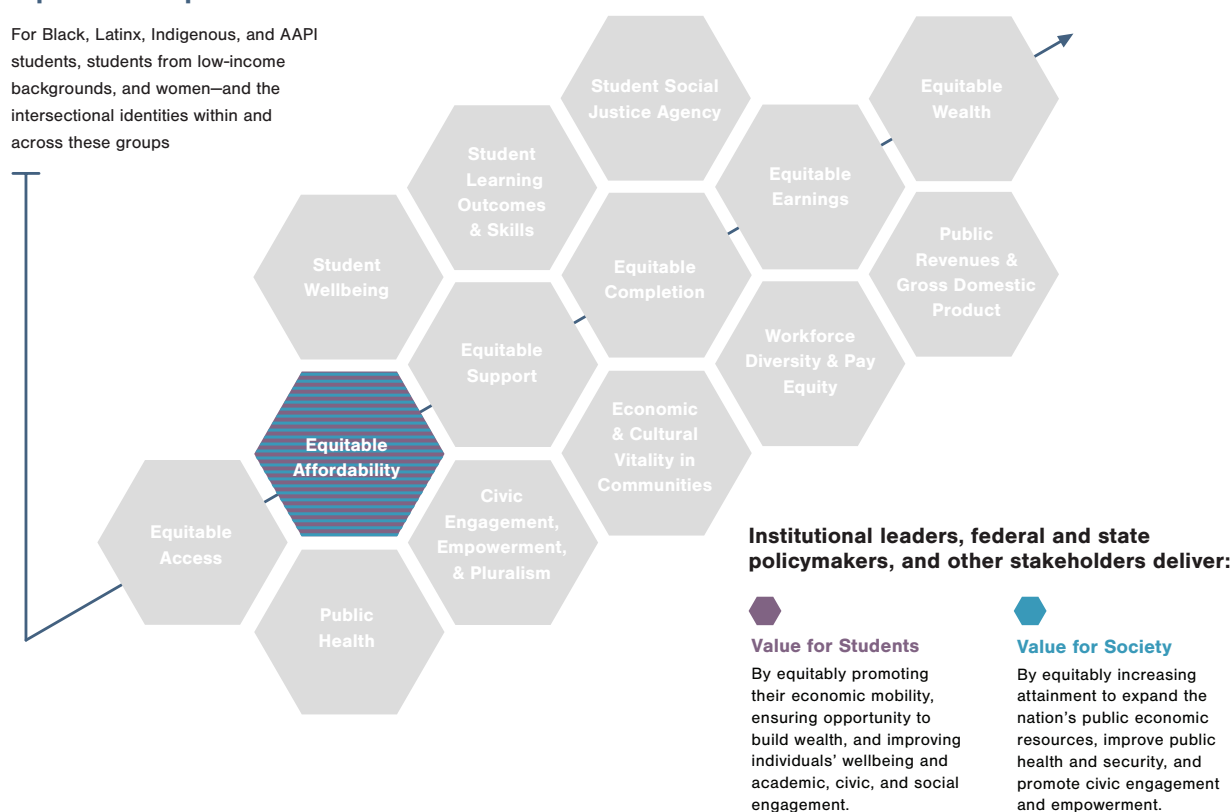 For Black, Latinx, Indigenous, and AAPI
students, students from low-income
backgrounds, and women—and the
intersectional identities within and
across these groups
Student Social
Justice Agency
Equitable
Wealth
Student
Learning
Outcomes
& Skills
Equitable
Earnings
Student
Wellbeing
Equitable
Completion
Public
Revenues &
Gross Domestic
Product
Equitable
Support
Workforce
Diversity & Pay
Equity
Equitable
Affordability
Economic
& Cultural
Vitality in
Communities
Equitable
Access
Civic
Engagement,
Empowerment,
& Pluralism
Public
Health
Institutional leaders, federal and state
policymakers, and other stakeholders deliver:
Value for Students
By equitably promoting
their economic mobility,
ensuring opportunity to
build wealth, and improving
individuals’ wellbeing and
academic, civic, and social
engagement.
Value for Society
By equitably increasing
attainment to expand the
nation’s public economic
resources, improve public
health and security, and
promote civic engagement
and empowerment.